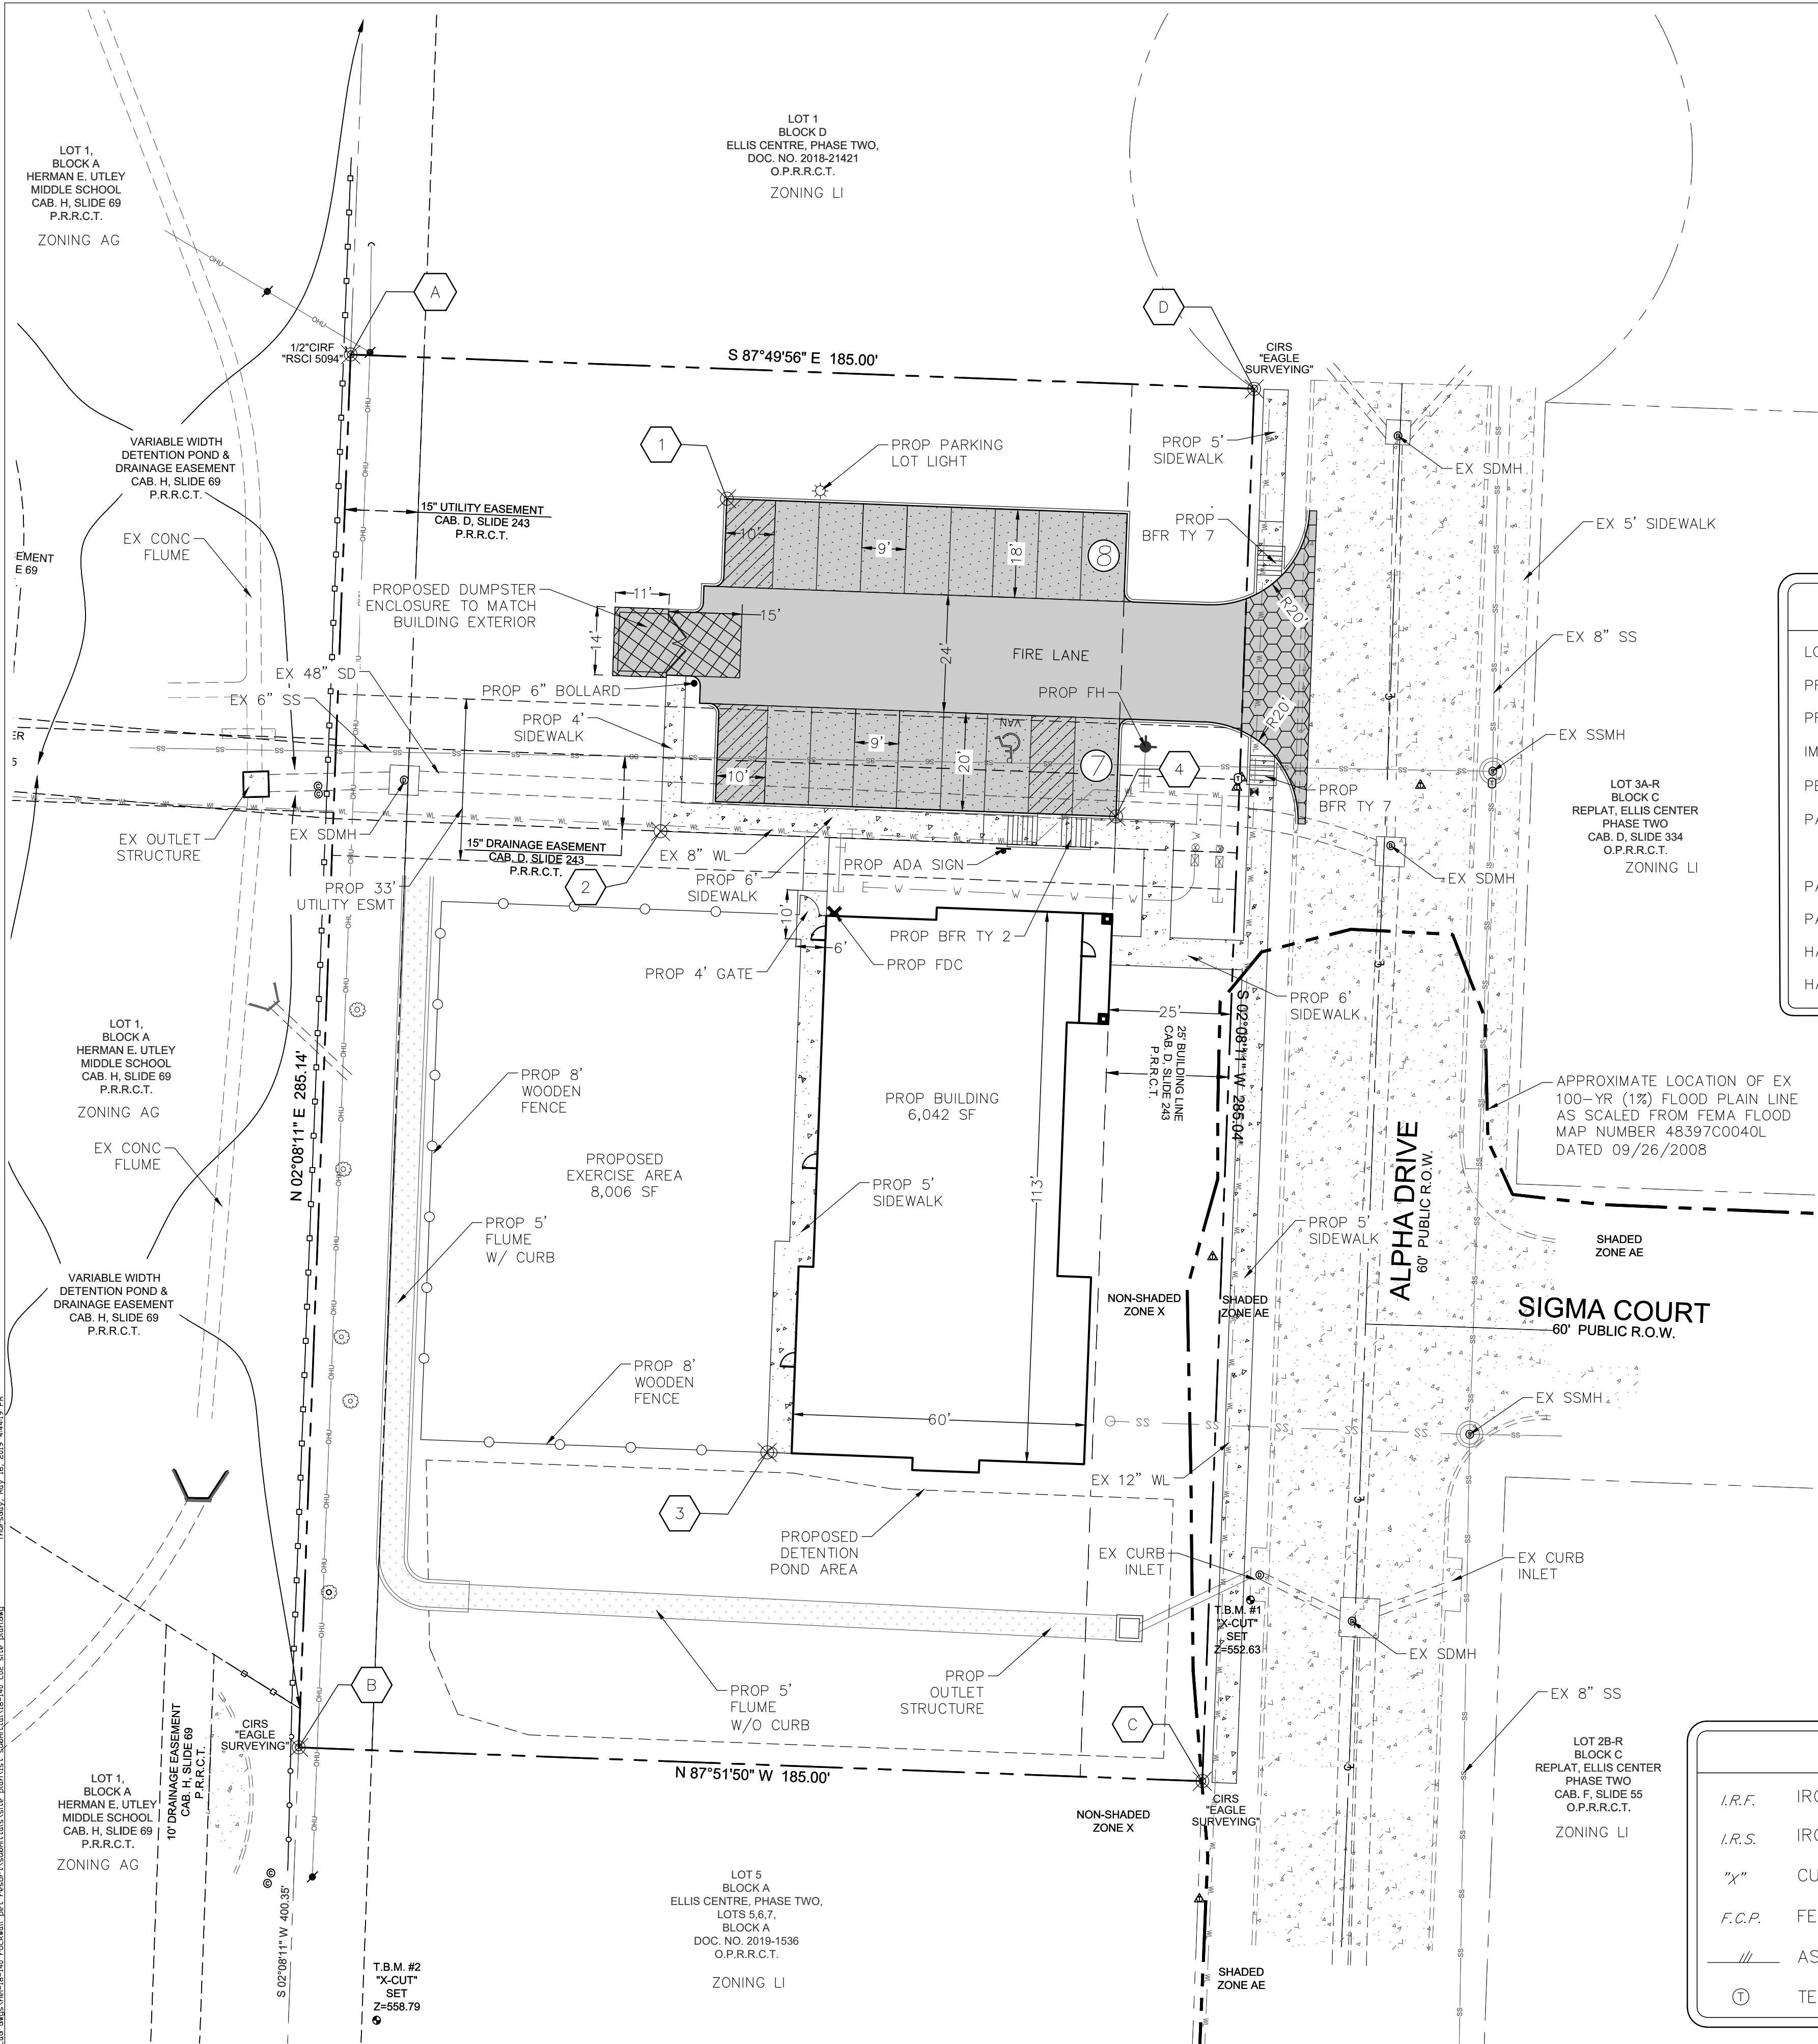 LOT 1,
BLOCK A
HERMAN E. UTLEY
MIDDLE SCHOOL
CAB. H, SLIDE 69
P.R.R.C.T.
ZONING AG
LOT 1
BLOCK D
ELLIS CENTRE, PHASE TWO,
DOC. NO. 2018-21421
O.P.R.R.C.T.
ZONING LI
OHU
OHU
A
D
1/2"CIRF
"RSCI 5094"
S 87°49'56" E 185.00'
CIRS
"EAGLE
SURVEYING"
VARIABLE WIDTH
DETENTION POND &
DRAINAGE EASEMENT
CAB. H, SLIDE 69
P.R.R.C.T.
1
PROP PARKING
LOT LIGHT
PROP 5'
SIDEWALK
EX SDMH
15" UTILITY EASEMENT
CAB. D, SLIDE 243
P.R.R.C.T.
EX CONC
FLUME
PROP
BFR TY 7
EX 5' SIDEWALK
EMENT
E 69
10'
9'
18'
8
PROPOSED DUMPSTER
ENCLOSURE TO MATCH
BUILDING EXTERIOR
11'
15'
14'
R20'
24'
FIRE LANE
EX 8" SS
EX 48" SD
EX 6" SS
PROP 6" BOLLARD
PROP FH
PROP 4'
SIDEWALK
VAN
R20'
9'
20'
10'
7
4
EX SSMH
PROP
BFR TY 7
LOT 3A-R
BLOCK C
REPLAT, ELLIS CENTER
PHASE TWO
CAB. D, SLIDE 334
O.P.R.R.C.T.
ZONING LI
EX OUTLET
STRUCTURE
EX SDMH
15" DRAINAGE EASEMENT
CAB. D, SLIDE 243
P.R.R.C.T.
EX 8" WL
PROP ADA SIGN
EX SDMH
PROP 33'
UTILITY ESMT
2
PROP 6'
SIDEWALK
10'
6'
PROP BFR TY 2
PROP 4' GATE
PROP FDC
PROP 6'
SIDEWALK
25'
25' BUILDING LINE
CAB. D, SLIDE 243
P.R.R.C.T.
S 02°08'11" W 285.04'
LOT 1,
BLOCK A
HERMAN E. UTLEY
MIDDLE SCHOOL
CAB. H, SLIDE 69
P.R.R.C.T.
ZONING AG
N 02°08'11" E 285.14'
PROP 8'
WOODEN
FENCE
PROP BUILDING
6,042 SF
APPROXIMATE LOCATION OF EX
100-YR (1%) FLOOD PLAIN LINE
AS SCALED FROM FEMA FLOOD
MAP NUMBER 48397C0040L
DATED 09/26/2008
EX CONC
FLUME
PROPOSED
EXERCISE AREA
8,006 SF
PROP 5'
SIDEWALK
113'
ALPHA DRIVE
60' PUBLIC R.O.W.
PROP 5'
FLUME
W/ CURB
PROP 5'
SIDEWALK
SHADED
ZONE AE
VARIABLE WIDTH
DETENTION POND &
DRAINAGE EASEMENT
CAB. H, SLIDE 69
P.R.R.C.T.
NON-SHADED
ZONE X
SHADED
ZONE AE
SIGMA COURT
60' PUBLIC R.O.W.
PROP 8'
WOODEN
FENCE
60'
EX SSMH
EX 12" WL
3
PROPOSED
DETENTION
POND AREA
EX CURB
INLET
EX CURB
INLET
T.B.M. #1
"X-CUT"
SET
Z=552.63
EX SDMH
B
PROP 5'
FLUME
W/O CURB
PROP
OUTLET
STRUCTURE
C
EX 8" SS
CIRS
"EAGLE
SURVEYING"
10' DRAINAGE EASEMENT
CAB. H, SLIDE 69
P.R.R.C.T.
N 87°51'50" W 185.00'
LOT 1,
BLOCK A
HERMAN E. UTLEY
MIDDLE SCHOOL
CAB. H, SLIDE 69
P.R.R.C.T.
ZONING AG
CIRS
"EAGLE
SURVEYING"
NON-SHADED
ZONE X
LOT 2B-R
BLOCK C
REPLAT, ELLIS CENTER
PHASE TWO
CAB. F, SLIDE 55
O.P.R.R.C.T.
ZONING LI
LOT 5
BLOCK A
ELLIS CENTRE, PHASE TWO,
LOTS 5,6,7,
BLOCK A
DOC. NO. 2019-1536
O.P.R.R.C.T.
ZONING LI
S 02°08'11" W 400.35'
T.B.M. #2
"X-CUT"
SET
Z=558.79
SHADED
ZONE AE
I.R.F. IR
I.R.S. IR
"X" CU
F.C.P. FE
AS
T TE